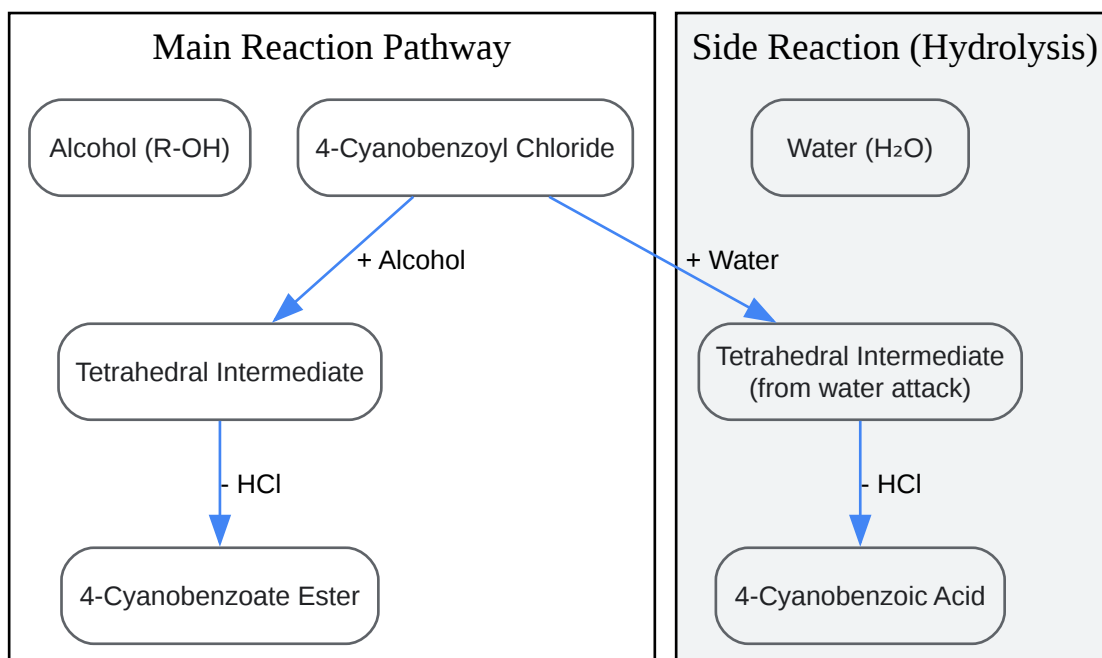 Main Reaction Pathway
Side Reaction (Hydrolysis)
Alcohol (R-OH)
4-Cyanobenzoyl Chloride
Water (H₂O)
+ Alcohol
+ Water
Tetrahedral Intermediate
Tetrahedral Intermediate
(from water attack)
- HCl
- HCl
4-Cyanobenzoate Ester
4-Cyanobenzoic Acid